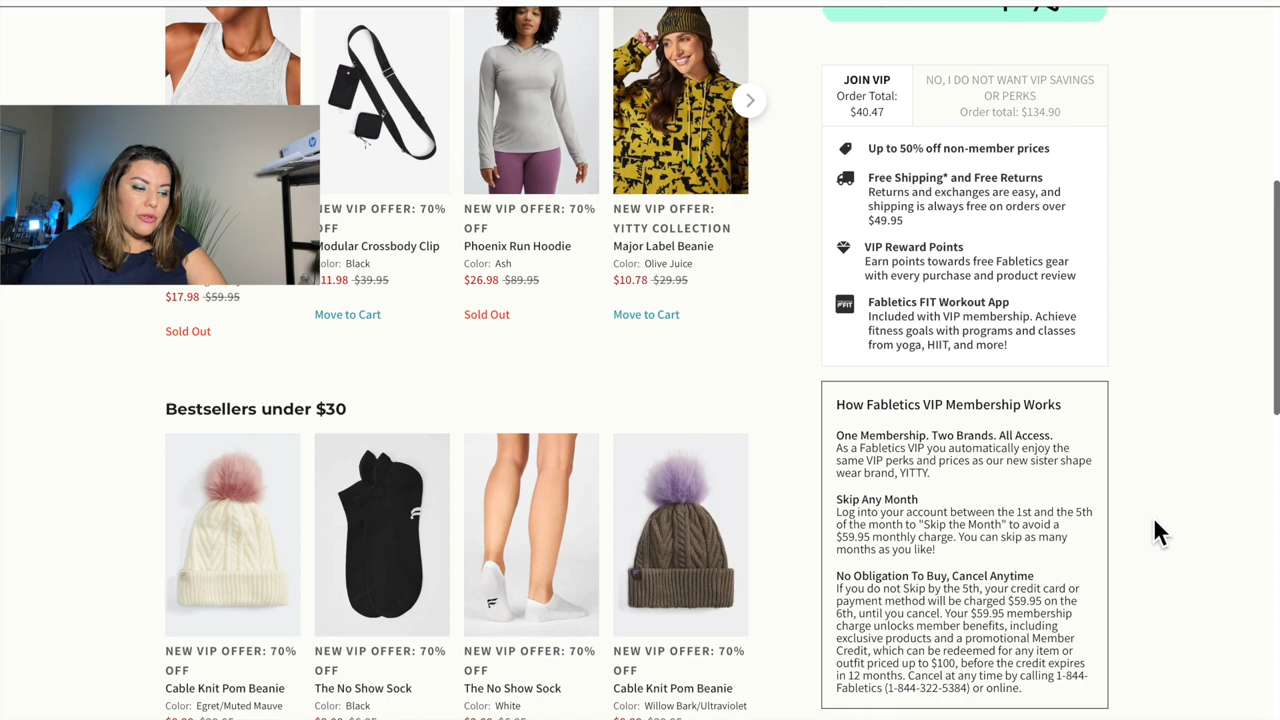 NEW VIP OFFER: 70%
OFF
Modular Crossbody Clip
Color: Black
$11.98 $39.95
Move to Cart
NEW VIP OFFER: 70%
OFF
Phoenix Run Hoodie
Color: Ash
$26.98 $89.95
Sold Out
NEW VIP OFFER:
YITTY COLLECTION
Major Label Beanie
Color: Olive Juice
$10.78 $29.95
Move to Cart
$17.98 $59.95
Sold Out
Bestsellers under $30
NEW VIP OFFER: 70%
OFF
Cable Knit Pom Beanie
Color: Egret/Muted Mauve
NEW VIP OFFER: 70%
OFF
The No Show Sock
Color: Black
NEW VIP OFFER: 70%
OFF
The No Show Sock
Color: White
NEW VIP OFFER: 70%
OFF
Cable Knit Pom Beanie
Color: Willow Bark/Ultraviolet
JOIN VIP
Order Total:
$40.47
NO, I DO NOT WANT VIP SAVINGS
OR PERKS
Order total: $134.90
Up to 50% off non-member prices
Free Shipping* and Free Returns
Returns and exchanges are easy, and
shipping is always free on orders over
$49.95
VIP Reward Points
Earn points towards free Fabletics gear
with every purchase and product review
Fabletics FIT Workout App
Included with VIP membership. Achieve
fitness goals with programs and classes
from yoga, HIIT, and more!
How Fabletics VIP Membership Works
One Membership. Two Brands. All Access.
As a Fabletics VIP you automatically enjoy the
same VIP perks and prices as our new sister shape
wear brand, YITTY.
Skip Any Month
Log into your account between the 1st and the 5th
of the month to "Skip the Month" to avoid a
$59.95 monthly charge. You can skip as many
months as you like!
No Obligation To Buy, Cancel Anytime
If you do not Skip by the 5th, your credit card or
payment method will be charged $59.95 on the
6th, until you cancel. Your $59.95 membership
charge unlocks member benefits, including
exclusive products and a promotional Member
Credit, which can be redeemed for any item or
outfit priced up to $100, before the credit expires
in 12 months. Cancel at any time by calling 1-844-
Fabletics (1-844-322-5384) or online.